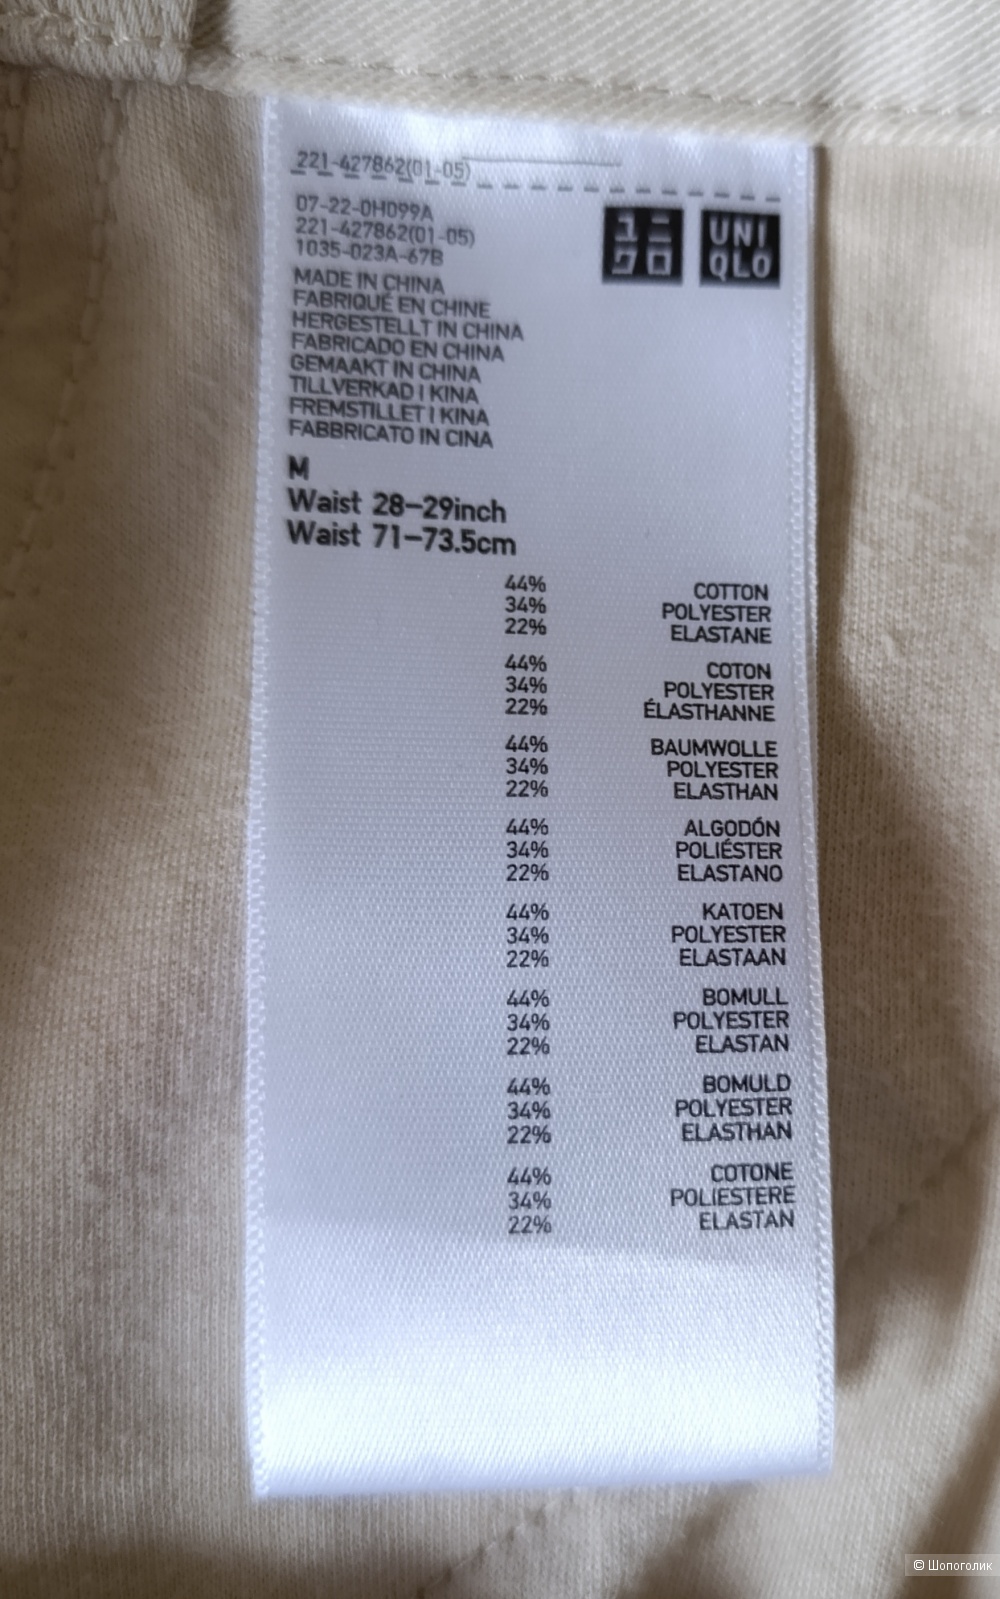 221-427862(01-05)
07-22-0H099A
221-427862(01-05)
1035-023A-67B
ユニ
クロ
UNI
QLO
MADE IN CHINA
FABRIQUÉ EN CHINE
HERGESTELLT IN CHINA
FABRICADO EN CHINA
GEMAAKT IN CHINA
TILLVERKAD I KINA
FREMSTILLET I KINA
FABBRICATO IN CINA
M
Waist 28–29inch
Waist 71–73.5cm
44% COTTON
34% POLYESTER
22% ELASTANE
44% COTON
34% POLYESTER
22% ÉLASTHANNE
44% BAUMWOLLE
34% POLYESTER
22% ELASTHAN
44% ALGODÓN
34% POLIÉSTER
22% ELASTANO
44% KATOEN
34% POLYESTER
22% ELASTAAN
44% BOMULL
34% POLYESTER
22% ELASTAN
44% BOMULD
34% POLYESTER
22% ELASTHAN
44% COTONE
34% POLIESTERE
22% ELASTAN
© Шопоголик